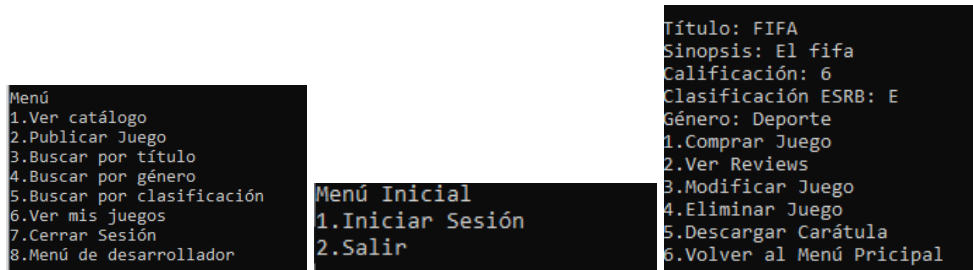 Menú
1.Ver catálogo
2.Publicar Juego
3.Buscar por título
4.Buscar por género
5.Buscar por clasificación
6.Ver mis juegos
7.Cerrar Sesión
8.Menú de desarrollador
Menú Inicial
1.Iniciar Sesión
2.Salir
Título: FIFA
Sinopsis: El fifa
Calificación: 6
Clasificación ESRB: E
Género: Deporte
1.Comprar Juego
2.Ver Reviews
3.Modificar Juego
4.Eliminar Juego
5.Descargar Carátula
6.Volver al Menú Pricipal